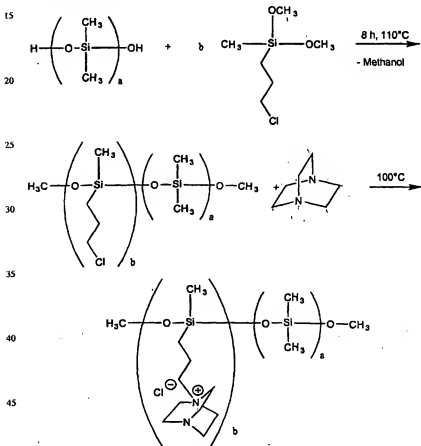 15
OCH3
CH3
H—O—Si—OH + b CH3—Si—OCH3 8 h, 110°C
CH3 a - Methanol
20
Cl
25
CH3 CH3
H3C—O—Si—O—Si—O—CH3 + N 100°C
30
CH3 a N
Cl b
35
CH3 CH3
H3C—O—Si—O—Si—O—CH3
40
CH3 a
Cl ⊖ ⊕
N
45
N b